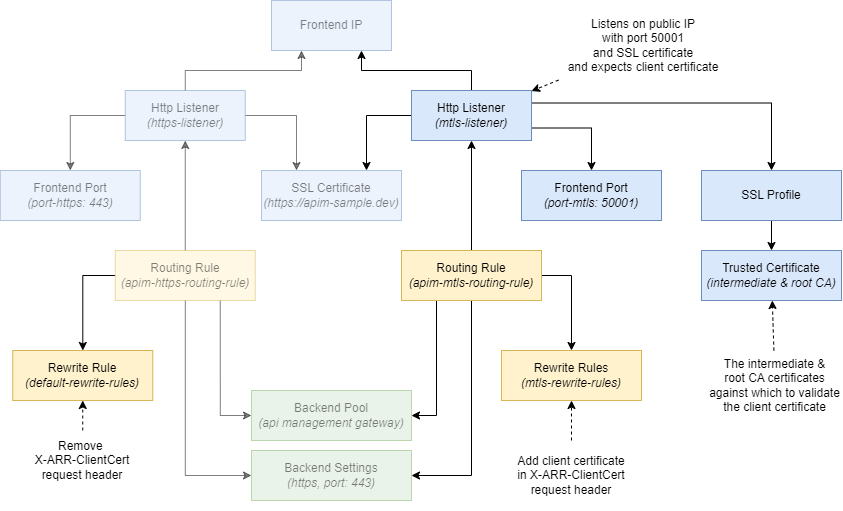 Frontend IP
Listens on public IP
with port 50001
and SSL certificate
and expects client certificate
Http Listener
(https-listener)
Http Listener
(mtls-listener)
Frontend Port
(port-https: 443)
SSL Certificate
(https://apim-sample.dev)
Frontend Port
(port-mtls: 50001)
SSL Profile
Routing Rule
(apim-https-routing-rule)
Routing Rule
(apim-mtls-routing-rule)
Trusted Certificate
(intermediate & root CA)
Rewrite Rule
(default-rewrite-rules)
Rewrite Rules
(mtls-rewrite-rules)
The intermediate &
root CA certificates
against which to validate
the client certificate
Backend Pool
(api management gateway)
Remove
X-ARR-ClientCert
request header
Backend Settings
(https, port: 443)
Add client certificate
in X-ARR-ClientCert
request header